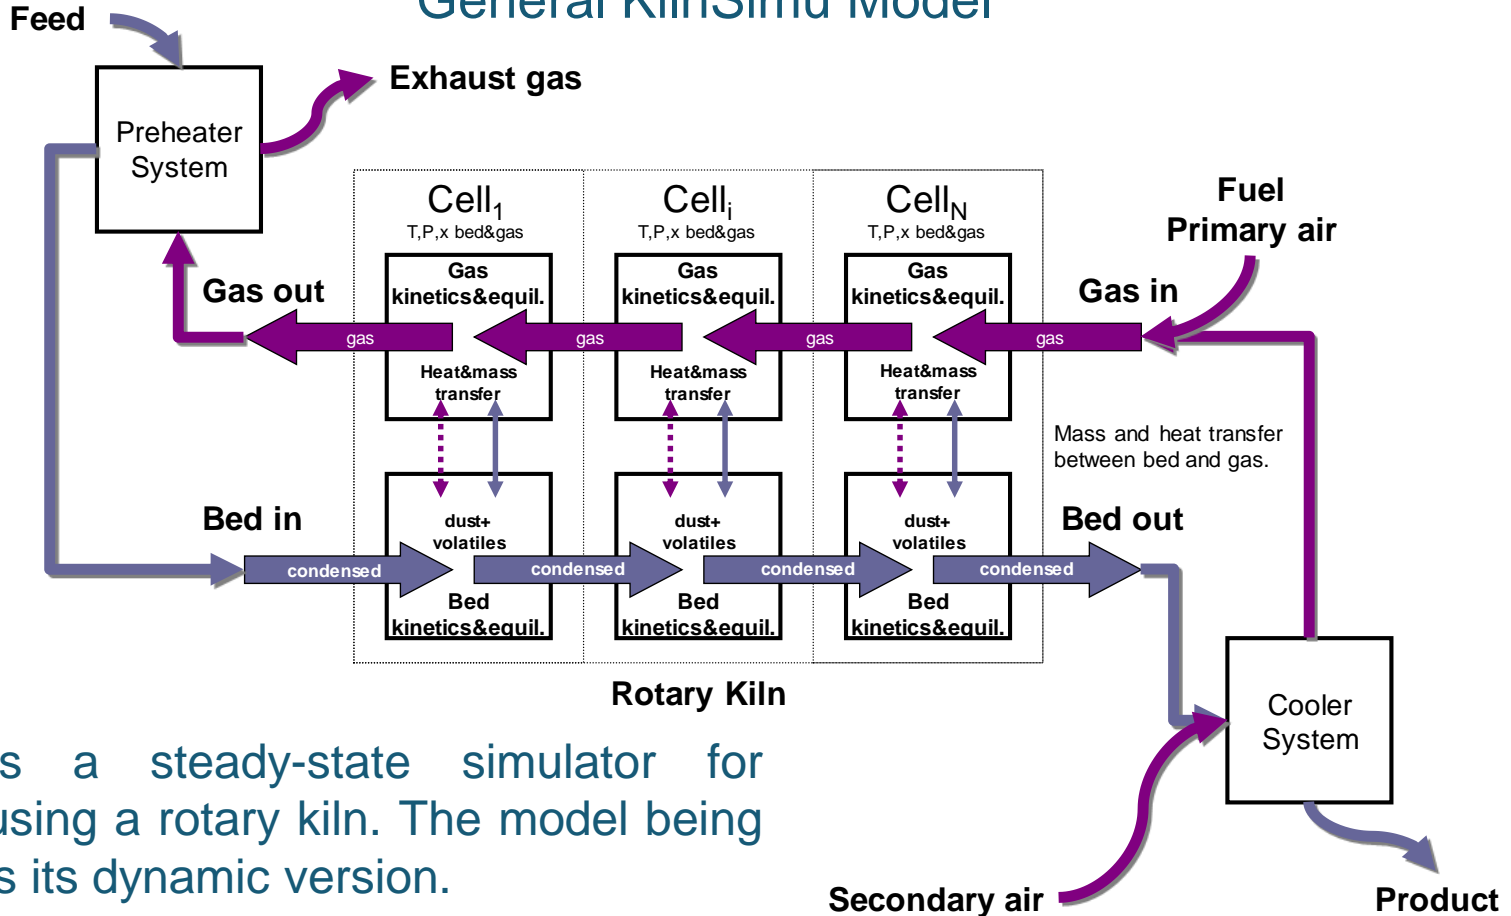 General KilnSimu Model
Feed
Exhaust gas
Preheater
System
Cell1
T,P,x bed&gas
Celli
T,P,x bed&gas
CellN
T,P,x bed&gas
Fuel
Primary air
Gas out
Gas
kinetics&equil.
Gas
kinetics&equil.
Gas
kinetics&equil.
Gas in
gas
gas
gas
gas
Heat&mass
transfer
Heat&mass
transfer
Heat&mass
transfer
Mass and heat transfer
between bed and gas.
Bed in
dust+
volatiles
dust+
volatiles
dust+
volatiles
Bed out
condensed
condensed
condensed
condensed
Bed
kinetics&equil.
Bed
kinetics&equil.
Bed
kinetics&equil.
Rotary Kiln
Cooler
System
s a steady-state simulator for
using a rotary kiln. The model being
s its dynamic version.
Secondary air
Product